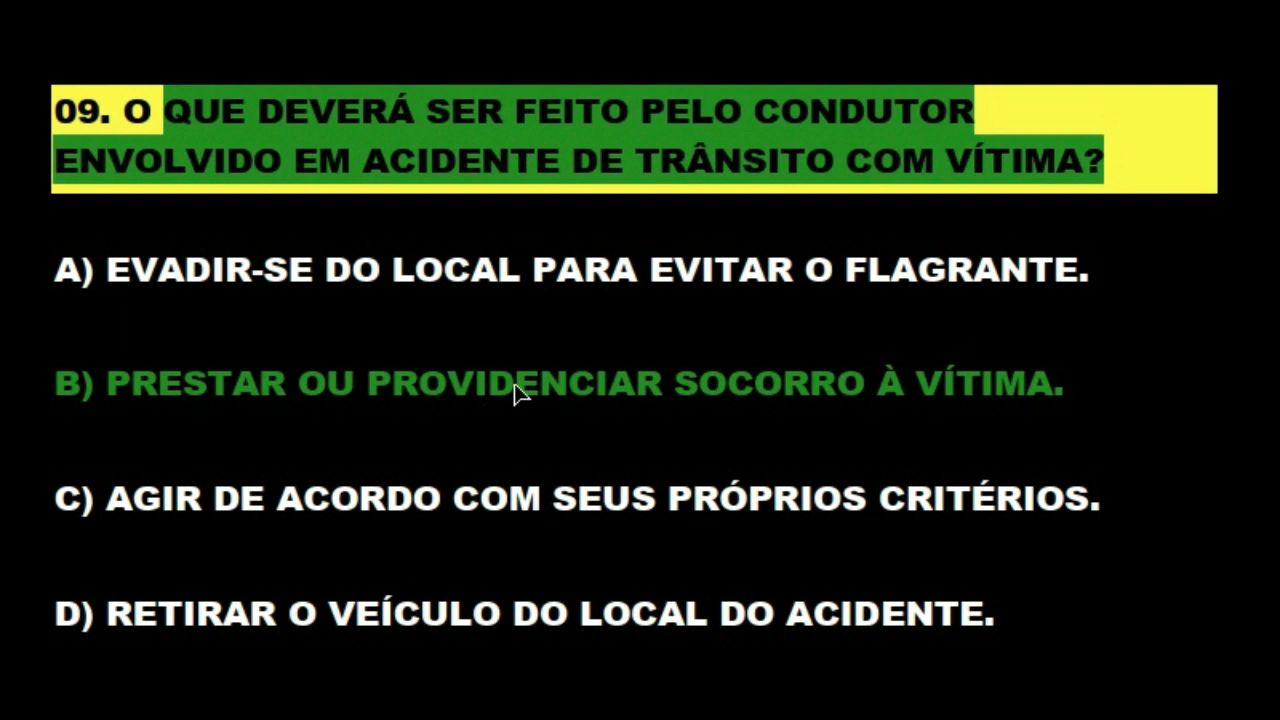 09. O QUE DEVERÁ SER FEITO PELO CONDUTOR
ENVOLVIDO EM ACIDENTE DE TRÂNSITO COM VÍTIMA?
A) EVADIR-SE DO LOCAL PARA EVITAR O FLAGRANTE.
B) PRESTAR OU PROVIDENCIAR SOCORRO À VÍTIMA.
C) AGIR DE ACORDO COM SEUS PRÓPRIOS CRITÉRIOS.
D) RETIRAR O VEÍCULO DO LOCAL DO ACIDENTE.